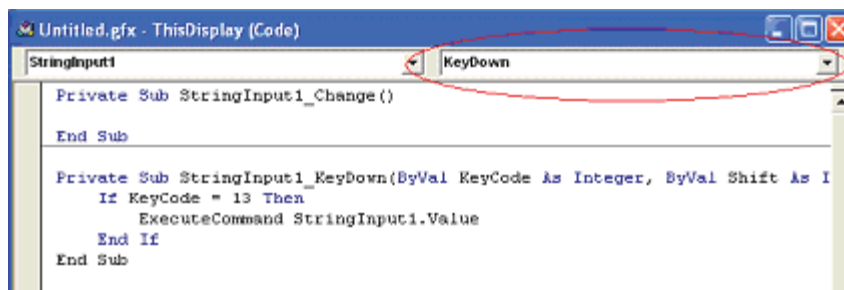 Untitled.gfx - ThisDisplay (Code)
StringInput1 KeyDown
Private Sub StringInput1_Change()
End Sub
Private Sub StringInput1_KeyDown(ByVal KeyCode As Integer, ByVal Shift As I
If KeyCode = 13 Then
ExecuteCommand StringInput1.Value
End If
End Sub